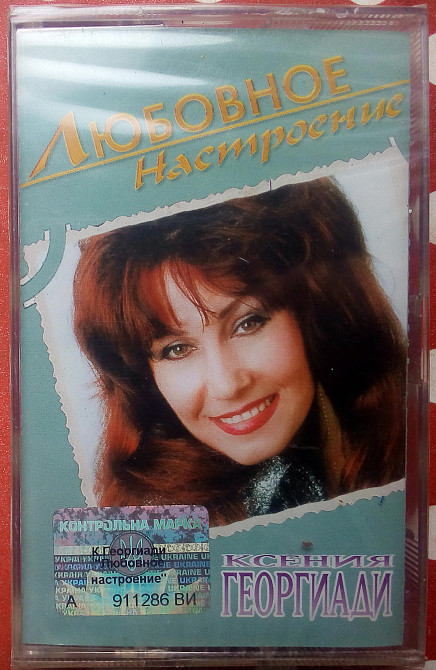 Любовное
Настроение
КОНТРОЛЬНА МАРКА
К.Георгиади
"Любовное
настроение"
А 911286 ВИ
КСЕНИЯ
ГЕОРГИАДИ